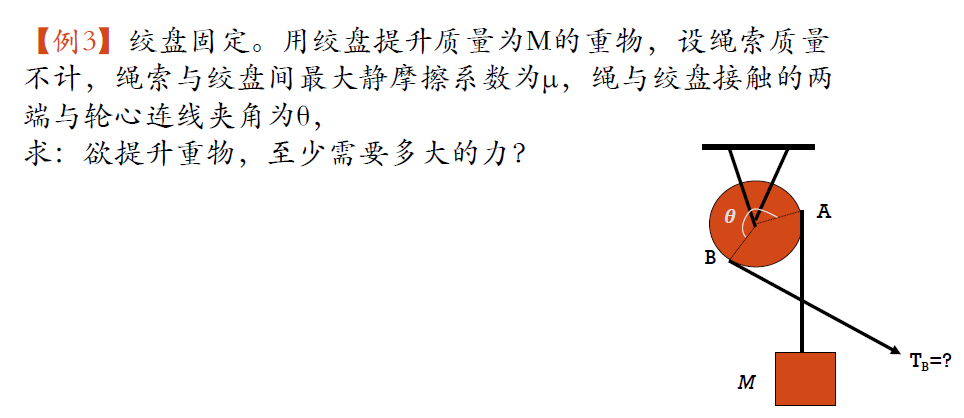 【例3】绞盘固定。用绞盘提升质量为M的重物，设绳索质量
不计，绳索与绞盘间最大静摩擦系数为μ，绳与绞盘接触的两
端与轮心连线夹角为θ，
求：欲提升重物，至少需要多大的力？
θ
A
B
T_B=?
M